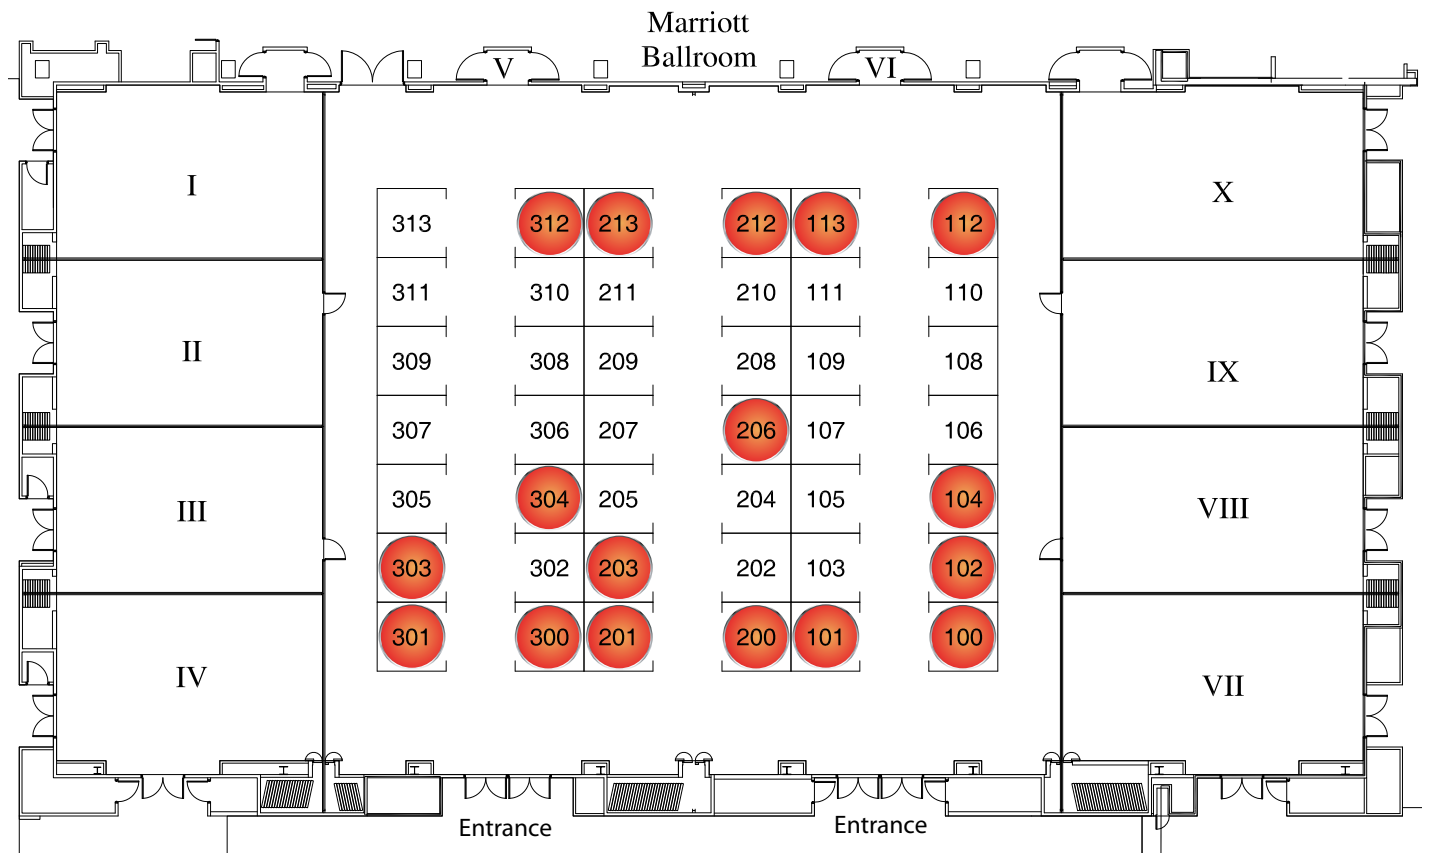 Marriott
Ballroom
V
VI
I
X
313 312 213 212 113 112
311 310 211 210 111 110
II
309 308 209 208 109 108
IX
307 306 207 206 107 106
305 304 205 204 105 104
III
VIII
303 302 203 202 103 102
301 300 201 200 101 100
IV
VII
Entrance
Entrance